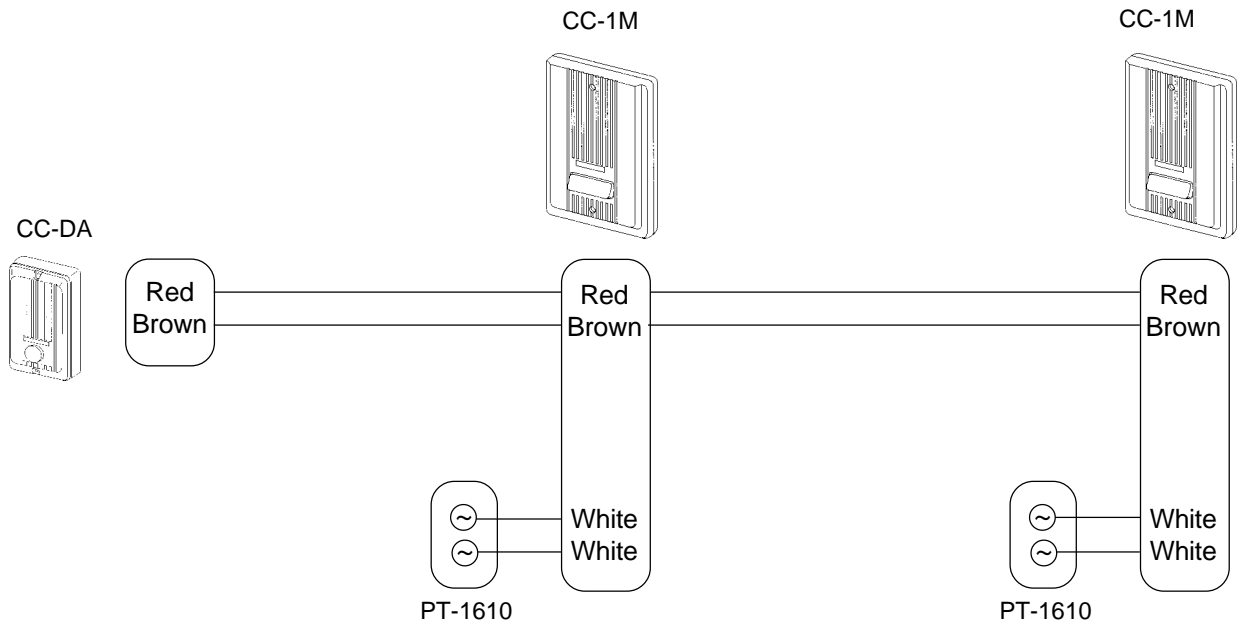 CC-1M
CC-1M
CC-DA
Red
Brown
Red
Brown
Red
Brown
~
White
~
White
~
White
~
White
PT-1610
PT-1610